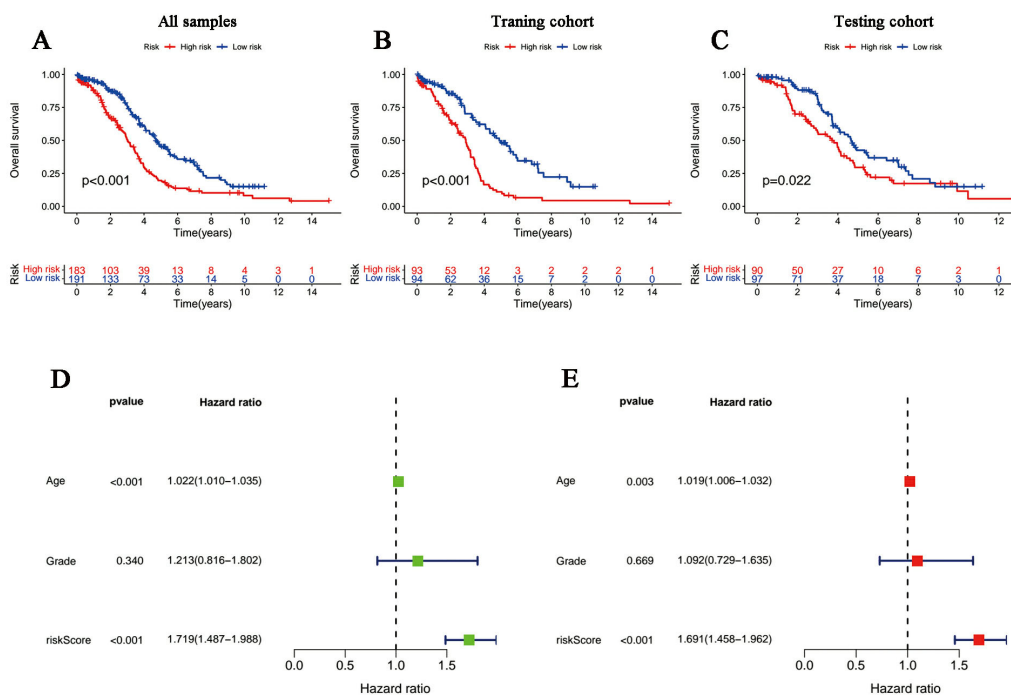 All samples
Traning cohort
Testing cohort
A
Risk High risk Low risk
Overall survival
1.00
0.75
0.50
0.25
0.00
p<0.001
0 2 4 6 8 10 12 14
Time(years)
Risk
High risk 183 103 39 13 8 4 3 1
Low risk 191 133 73 33 14 5 0 0
0 2 4 6 8 10 12 14
Time(years)
B
Risk High risk Low risk
Overall survival
1.00
0.75
0.50
0.25
0.00
p<0.001
0 2 4 6 8 10 12 14
Time(years)
Risk
High risk 93 53 12 3 2 2 2 1
Low risk 94 62 36 15 7 2 0 0
0 2 4 6 8 10 12 14
Time(years)
C
Risk High risk Low risk
Overall survival
1.00
0.75
0.50
0.25
0.00
p=0.022
0 2 4 6 8 10 12
Time(years)
Risk
High risk 90 50 27 10 6 2 1
Low risk 97 71 37 18 7 3 0
0 2 4 6 8 10 12
Time(years)
D
pvalue Hazard ratio
Age <0.001 1.022(1.010–1.035)
Grade 0.340 1.213(0.816–1.802)
riskScore <0.001 1.719(1.487–1.988)
0.0 0.5 1.0 1.5
Hazard ratio
E
pvalue Hazard ratio
Age 0.003 1.019(1.006–1.032)
Grade 0.669 1.092(0.729–1.635)
riskScore <0.001 1.691(1.458–1.962)
0.0 0.5 1.0 1.5
Hazard ratio